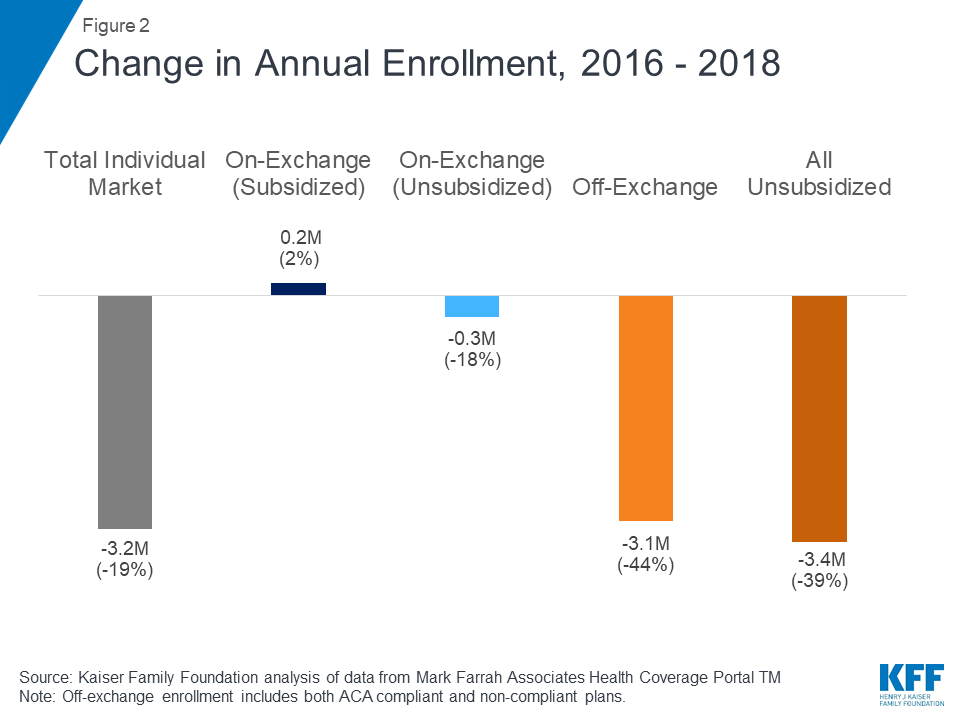 Figure 2
Change in Annual Enrollment, 2016 - 2018
Total Individual
Market
On-Exchange
(Subsidized)
On-Exchange
(Unsubsidized)
Off-Exchange
All
Unsubsidized
0.2M
(2%)
-0.3M
(-18%)
-3.2M
(-19%)
-3.1M
(-44%)
-3.4M
(-39%)
Source: Kaiser Family Foundation analysis of data from Mark Farrah Associates Health Coverage Portal TM
Note: Off-exchange enrollment includes both ACA compliant and non-compliant plans.
KFF
HENRY J KAISER
FAMILY FOUNDATION